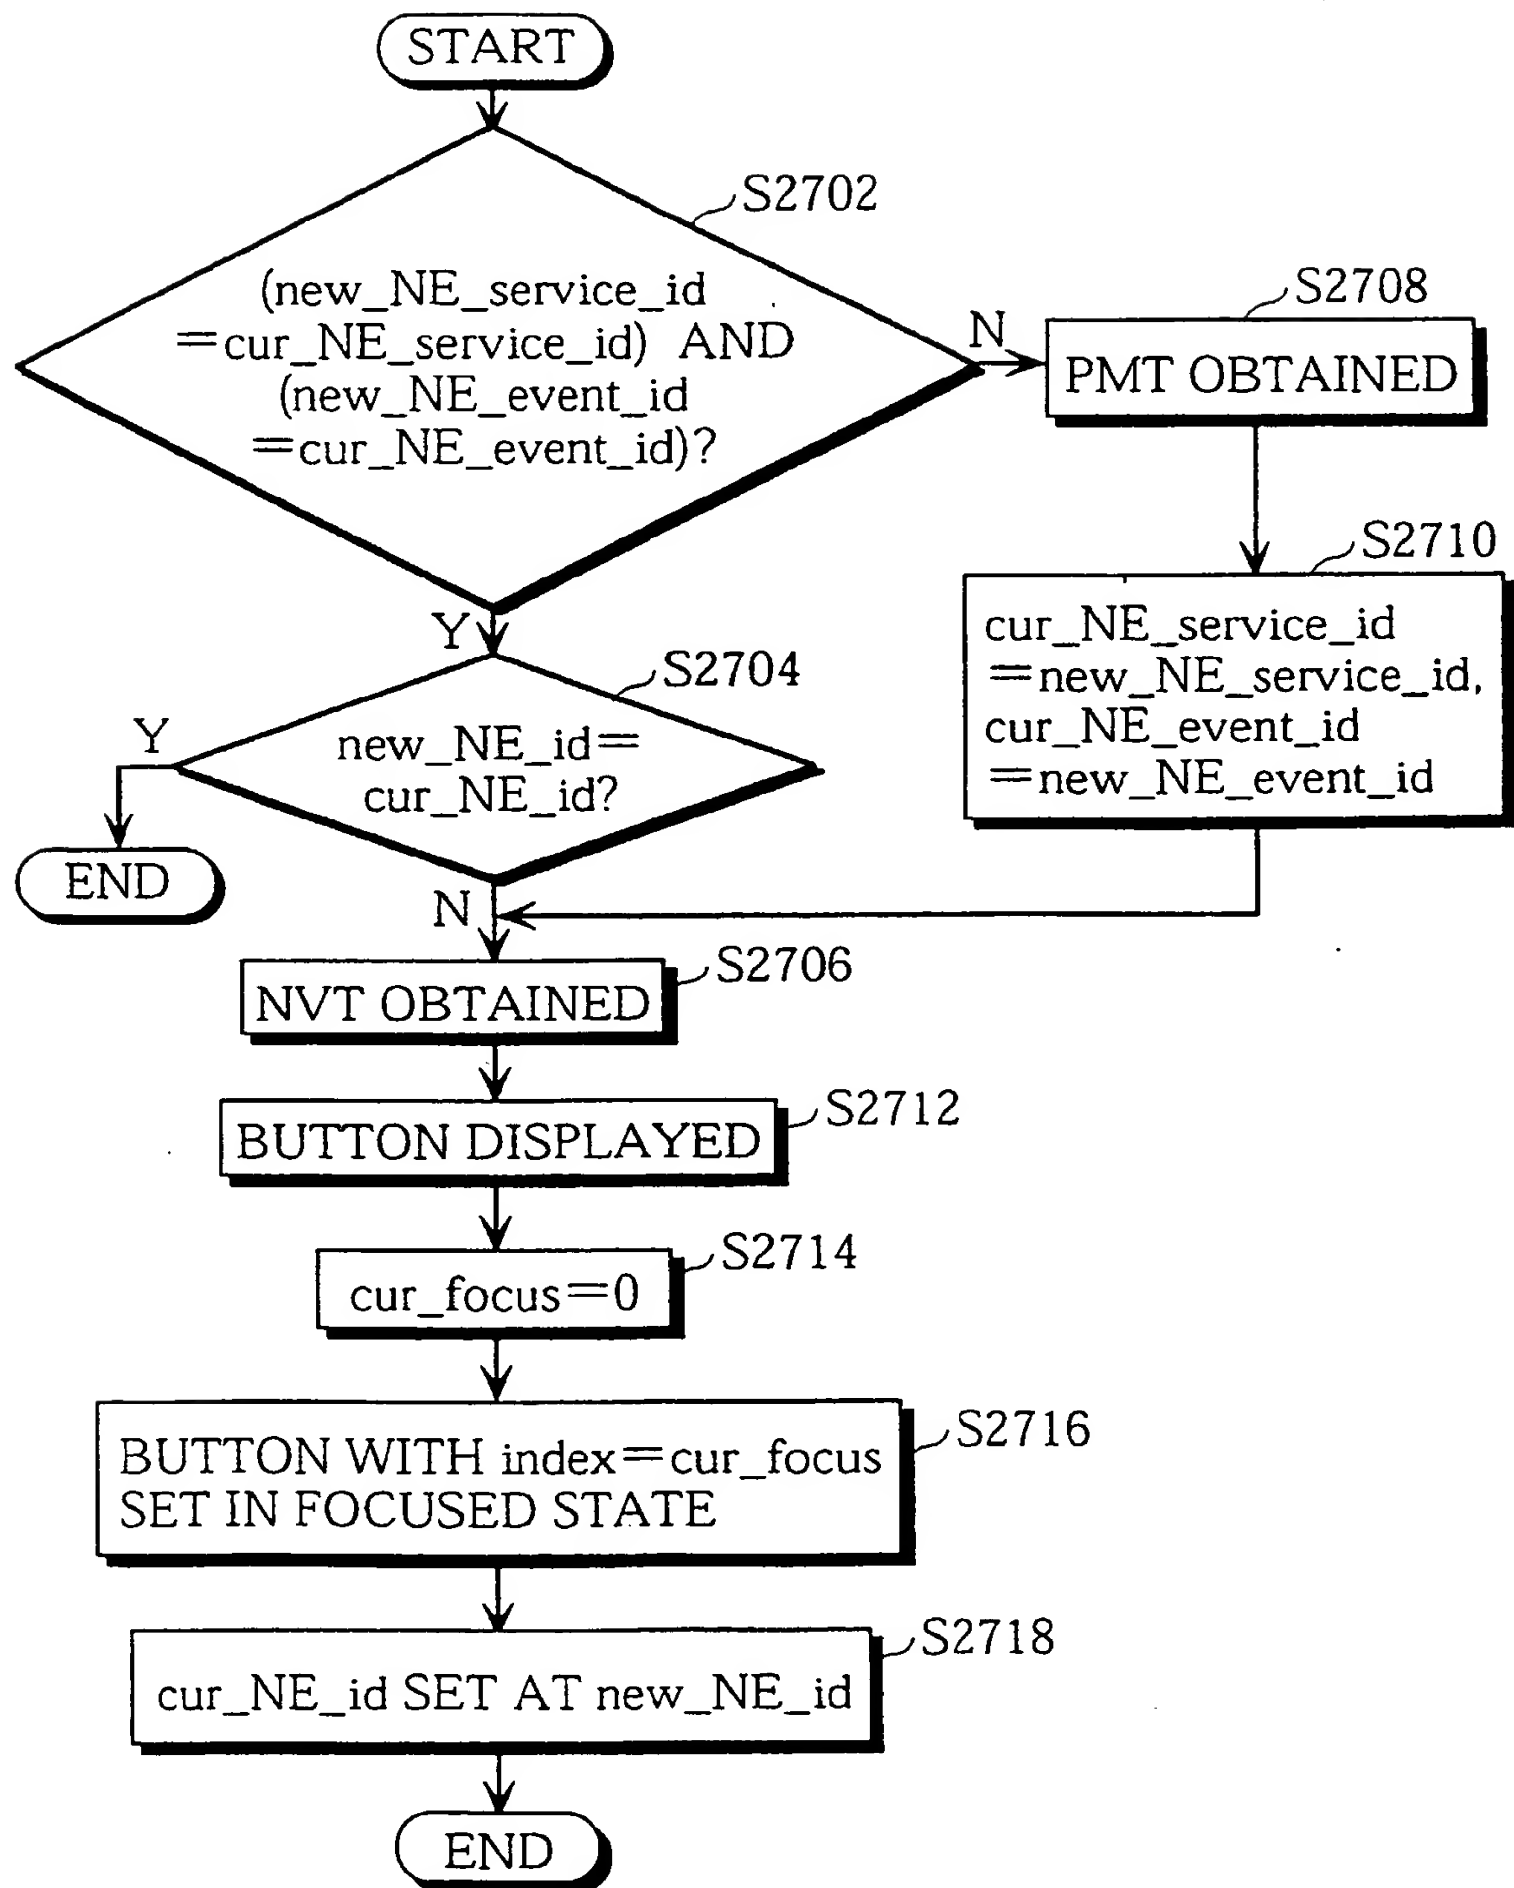 START
S2702
(new_NE_service_id
=cur_NE_service_id) AND
(new_NE_event_id
=cur_NE_event_id)?
N
S2708
PMT OBTAINED
S2710
cur_NE_service_id
=new_NE_service_id,
cur_NE_event_id
=new_NE_event_id
Y
S2704
new_NE_id=
cur_NE_id?
Y
END
N
S2706
NVT OBTAINED
S2712
BUTTON DISPLAYED
S2714
cur_focus=0
S2716
BUTTON WITH index=cur_focus
SET IN FOCUSED STATE
S2718
cur_NE_id SET AT new_NE_id
END